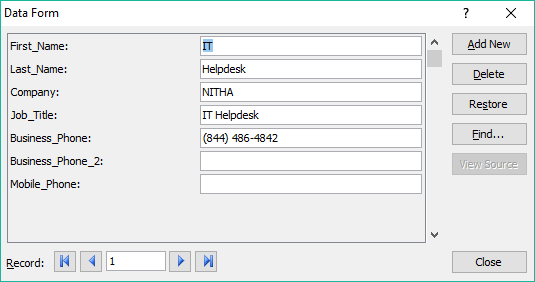 Data Form ?
First_Name: IT
Add New
Last_Name: Helpdesk
Delete
Company: NITHA
Restore
Job_Title: IT Helpdesk
Business_Phone: (844) 486-4842
Find...
Business_Phone_2:
View Source
Mobile_Phone:
Record: 1
Close